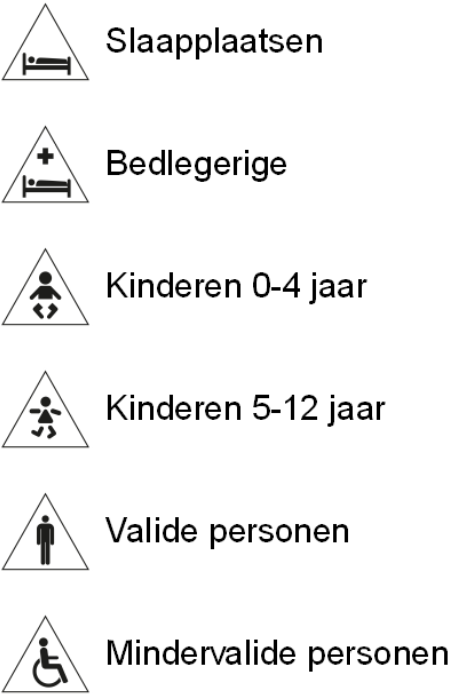 Slaapplaatsen
Bedlegerige
Kinderen 0-4 jaar
Kinderen 5-12 jaar
Valide personen
Mindervalide personen